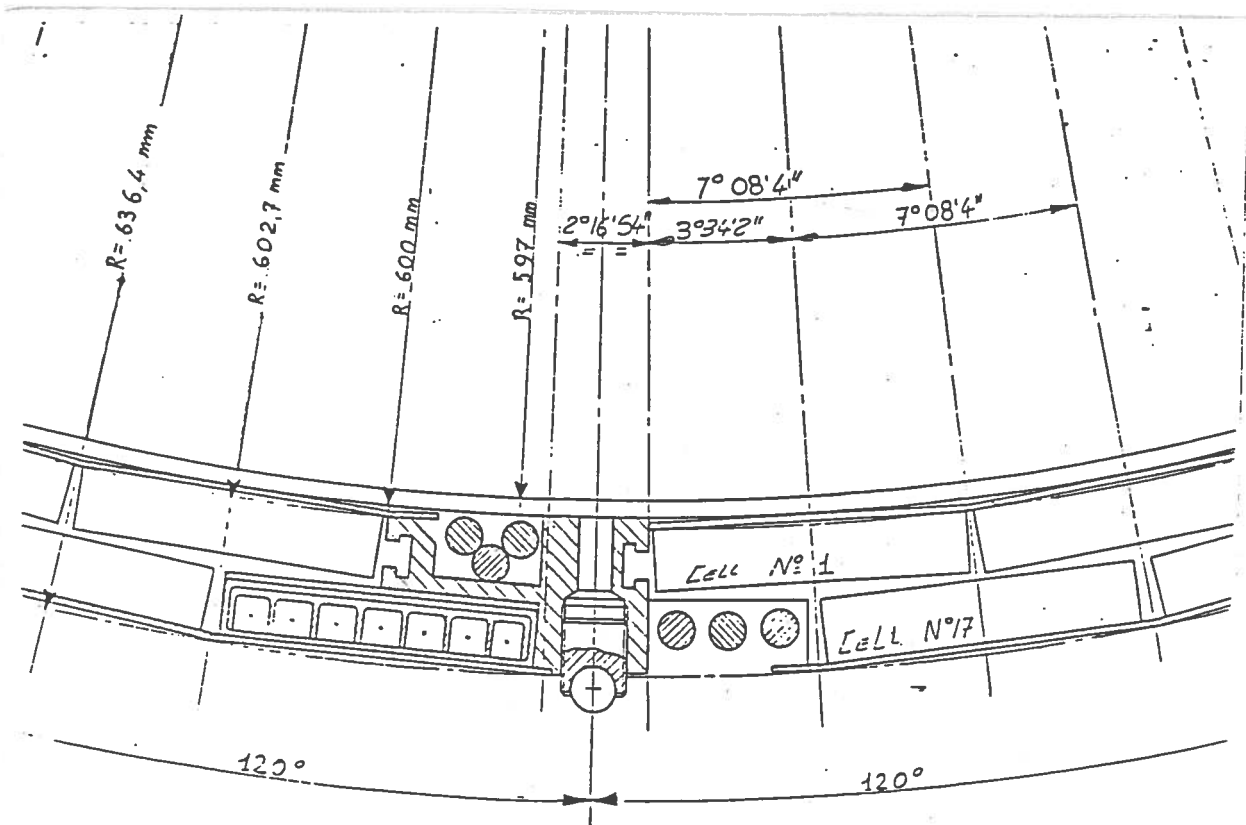 R= 636,4 mm
R= 602,7 mm
R= 600 mm
R= 597 mm
7° 08'4"
2°16'54"
= =
3°34'2"
7°08'4"
CELL Nº 1
CELL N°17
120°
120°